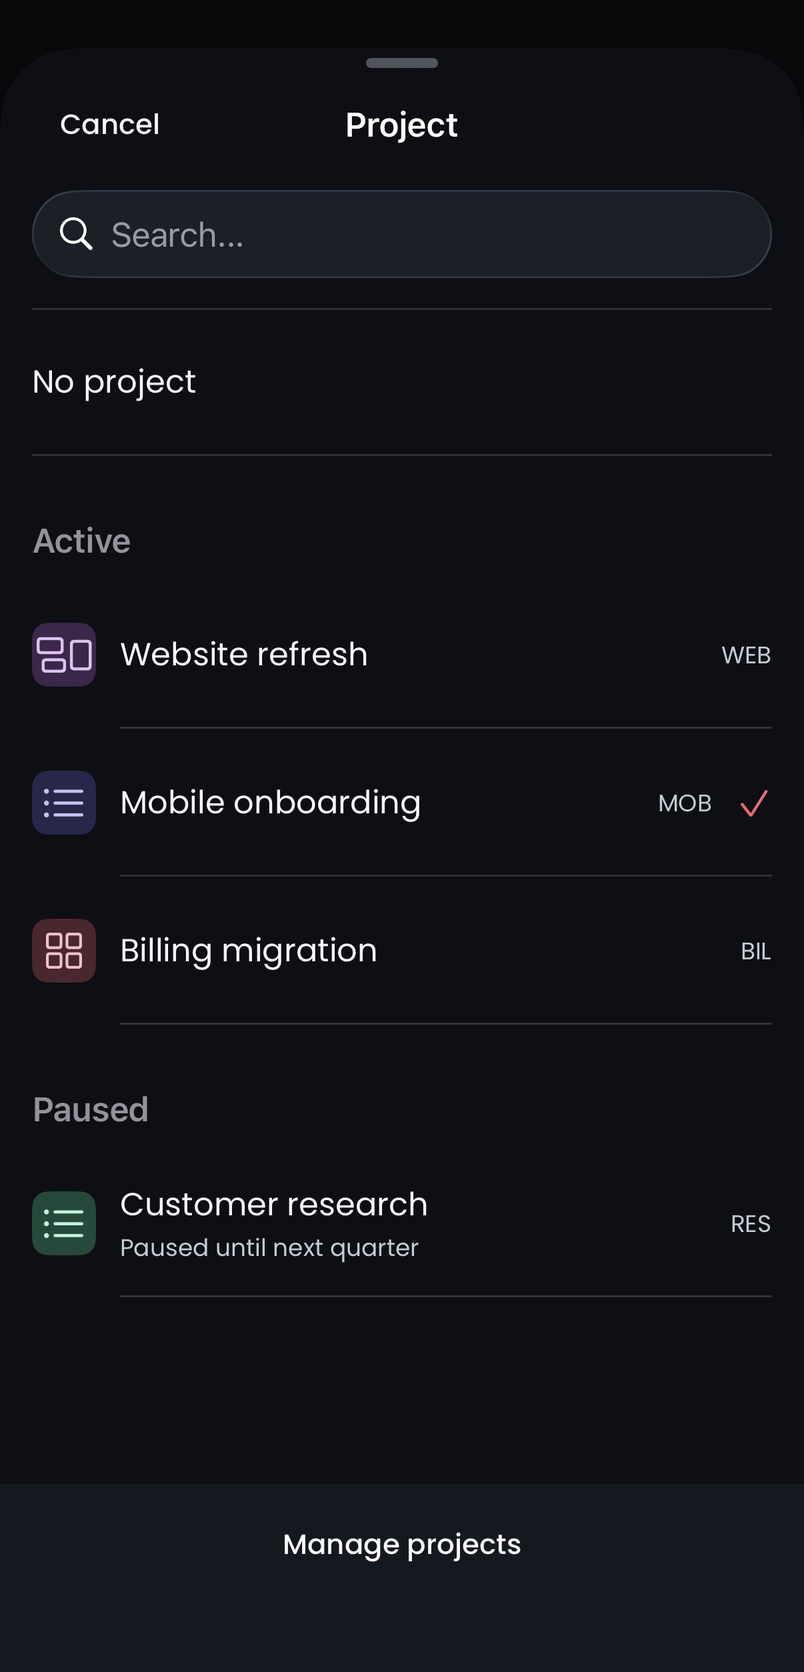 Cancel
Project
Search...
No project
Active
Website refresh
WEB
Mobile onboarding
MOB
Billing migration
BIL
Paused
Customer research
Paused until next quarter
RES
Manage projects